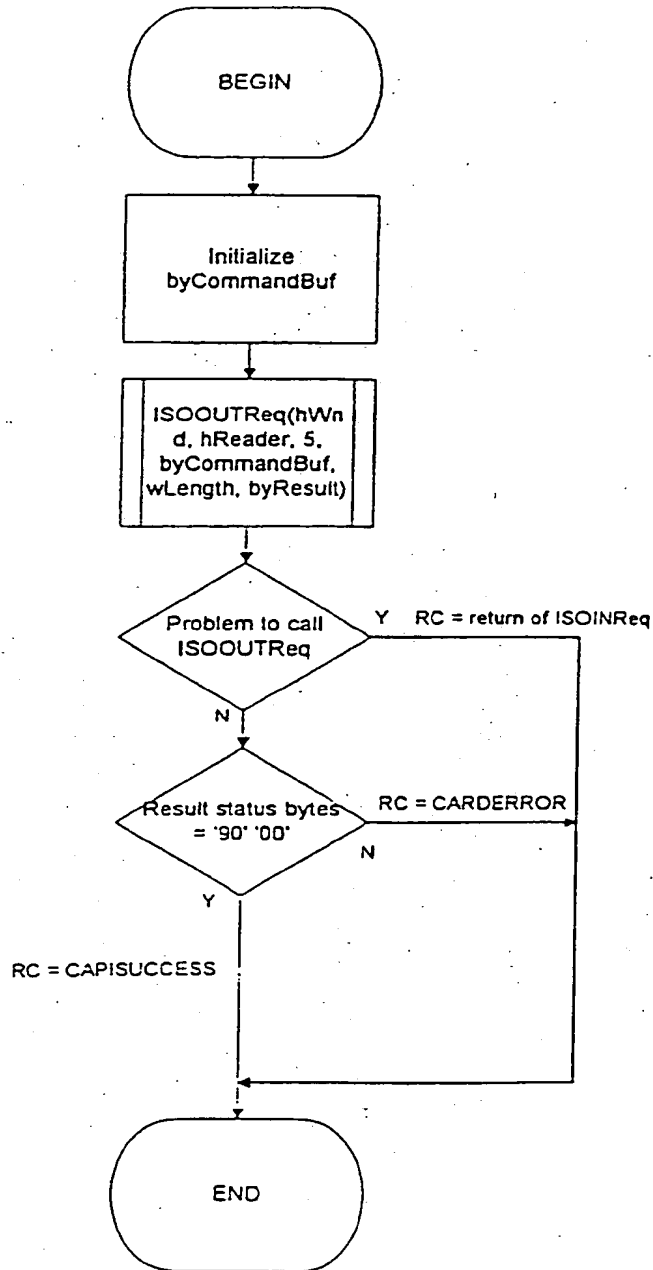 BEGIN
Initialize
byCommandBuf
ISOOUTReq(hWn
d, hReader, 5,
byCommandBuf,
wLength, byResult)
Problem to call
ISOOUTReq
Y RC = return of ISOINReq
N
Result status bytes
= '90' '00'
RC = CARDERROR
N
Y
RC = CAPISUCCESS
END